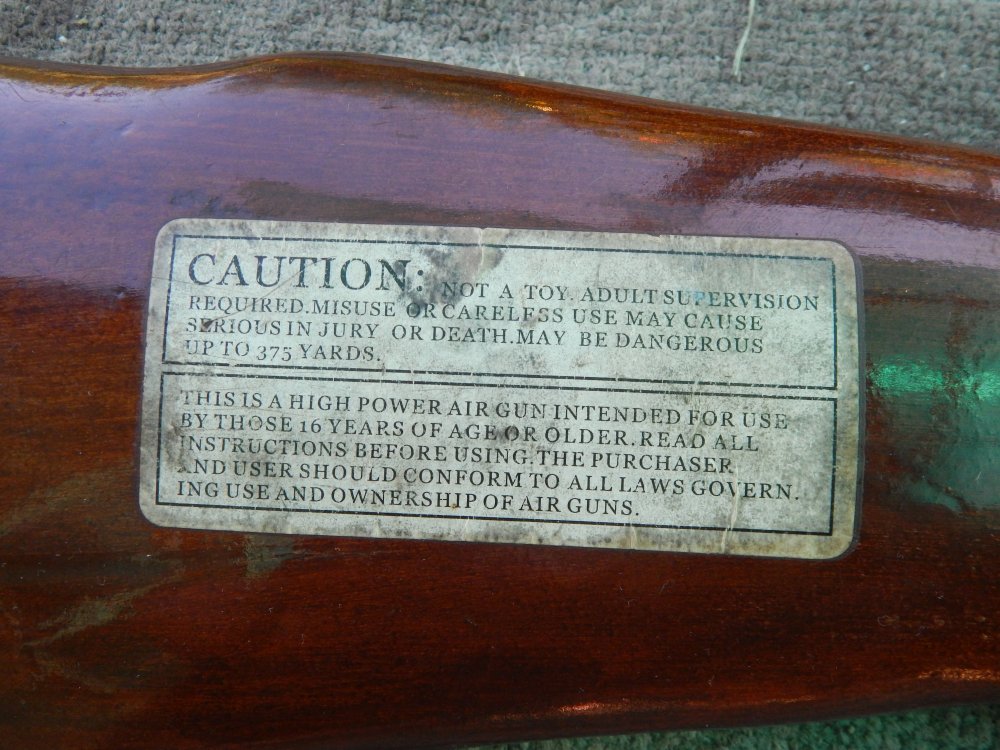 CAUTION: NOT A TOY. ADULT SUPERVISION
REQUIRED.MISUSE OR CARELESS USE MAY CAUSE
SERIOUS IN JURY OR DEATH.MAY BE DANGEROUS
UP TO 375 YARDS.
THIS IS A HIGH POWER AIR GUN INTENDED FOR USE
BY THOSE 16 YEARS OF AGE OR OLDER. READ ALL
INSTRUCTIONS BEFORE USING. THE PURCHASER
AND USER SHOULD CONFORM TO ALL LAWS GOVERN.
ING USE AND OWNERSHIP OF AIR GUNS.